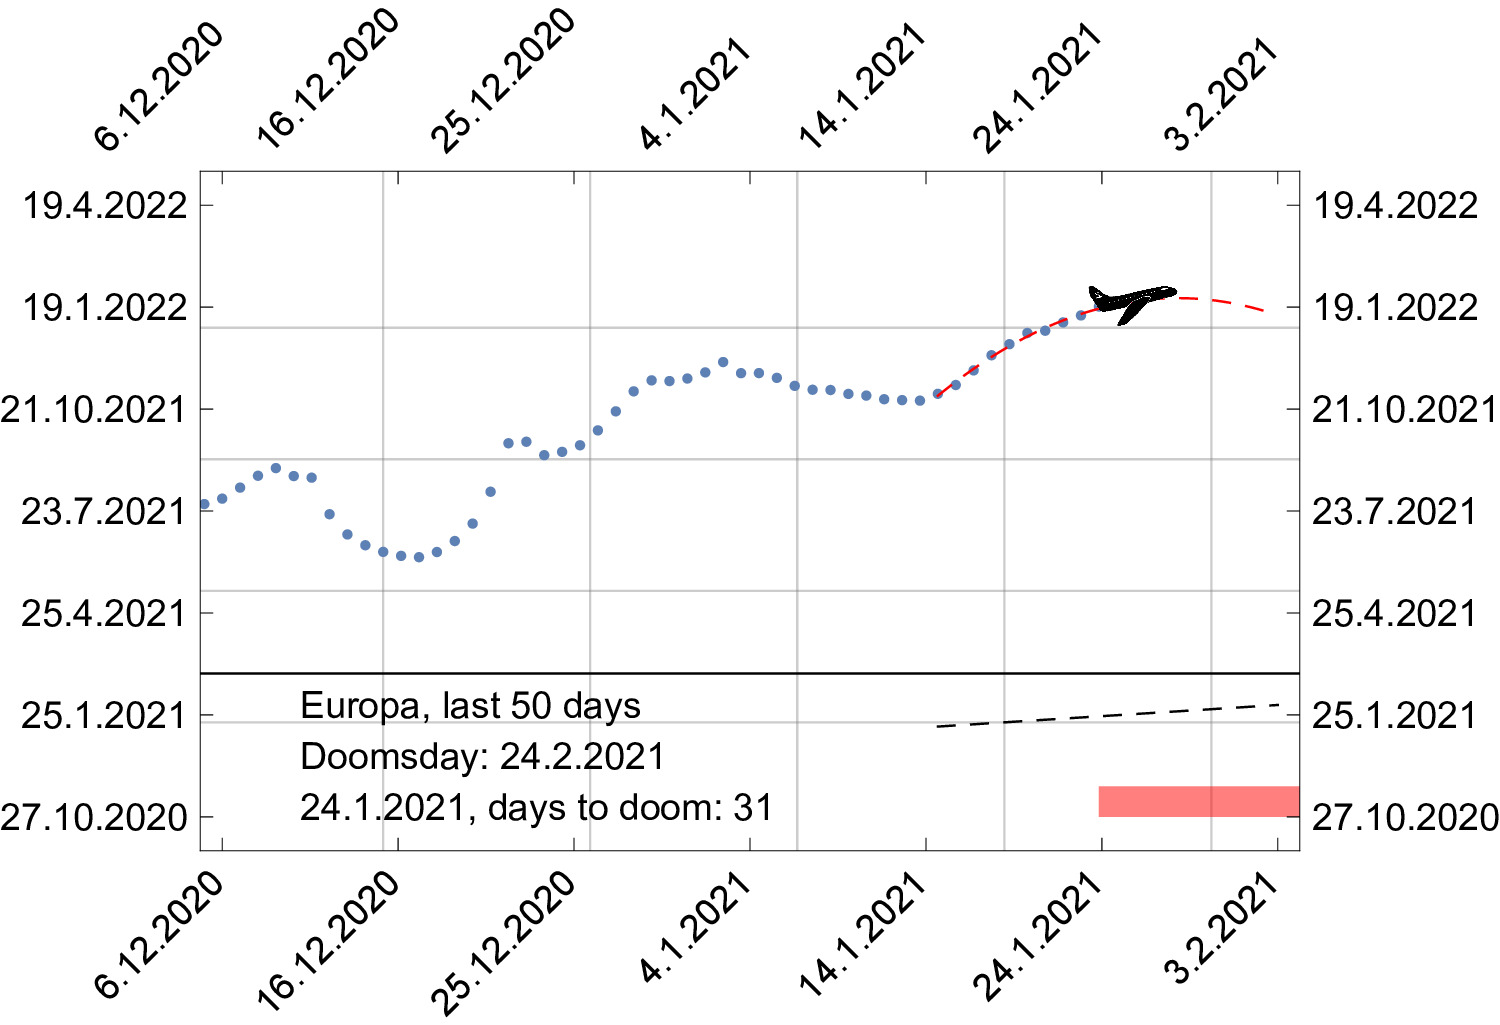 6.12.2020 16.12.2020 25.12.2020 4.1.2021 14.1.2021 24.1.2021 3.2.2021
19.4.2022 19.4.2022
19.1.2022 19.1.2022
21.10.2021 21.10.2021
23.7.2021 23.7.2021
25.4.2021 25.4.2021
25.1.2021 25.1.2021
27.10.2020 27.10.2020
Europa, last 50 days
Doomsday: 24.2.2021
24.1.2021, days to doom: 31
6.12.2020 16.12.2020 25.12.2020 4.1.2021 14.1.2021 24.1.2021 3.2.2021